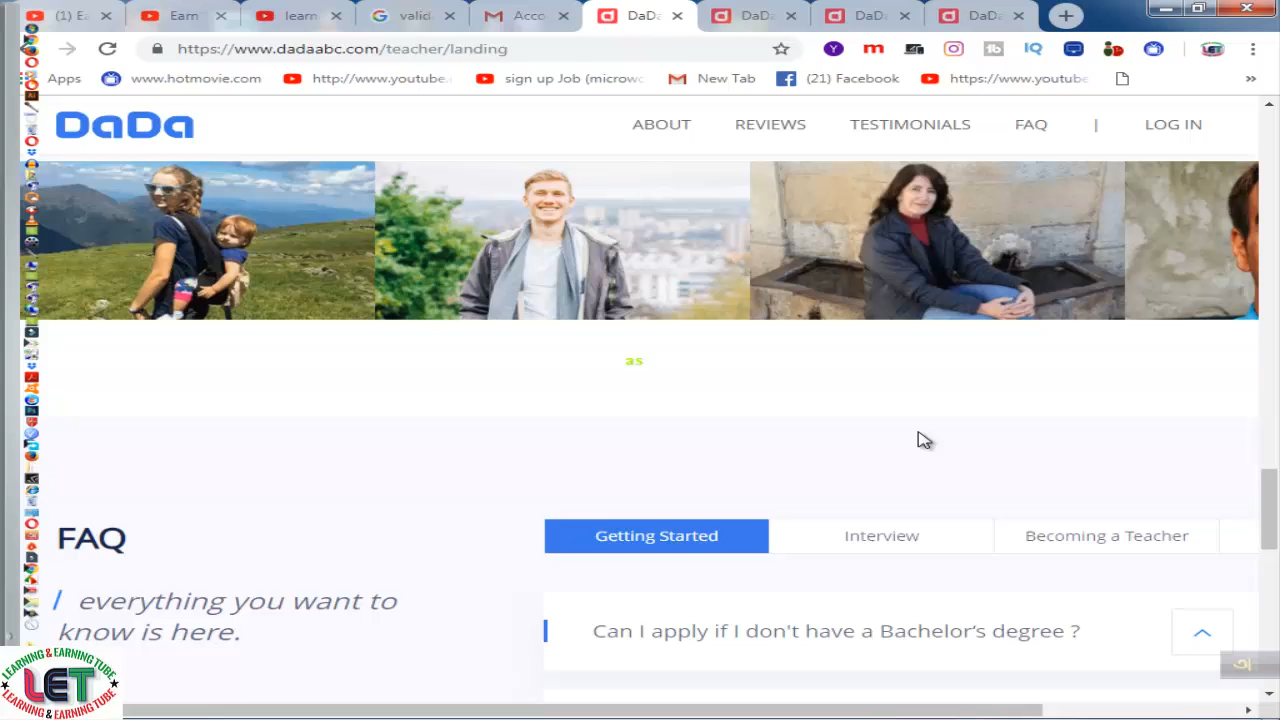 (1) Ea
Earn
learn
valid
Acco
DaDa
DaDa
DaDa
DaDa
https://www.dadaabc.com/teacher/landing
Apps
www.hotmovie.com
http://www.youtube.
sign up Job (microwo
New Tab
(21) Facebook
https://www.youtube
»
DaDa
ABOUT
REVIEWS
TESTIMONIALS
FAQ
|
LOG IN
as
FAQ
Getting Started
Interview
Becoming a Teacher
everything you want to
know is here.
Can I apply if I don't have a Bachelor's degree ?
LEARNING & EARNING TUBE
LET
LEARNING & EARNING TUBE